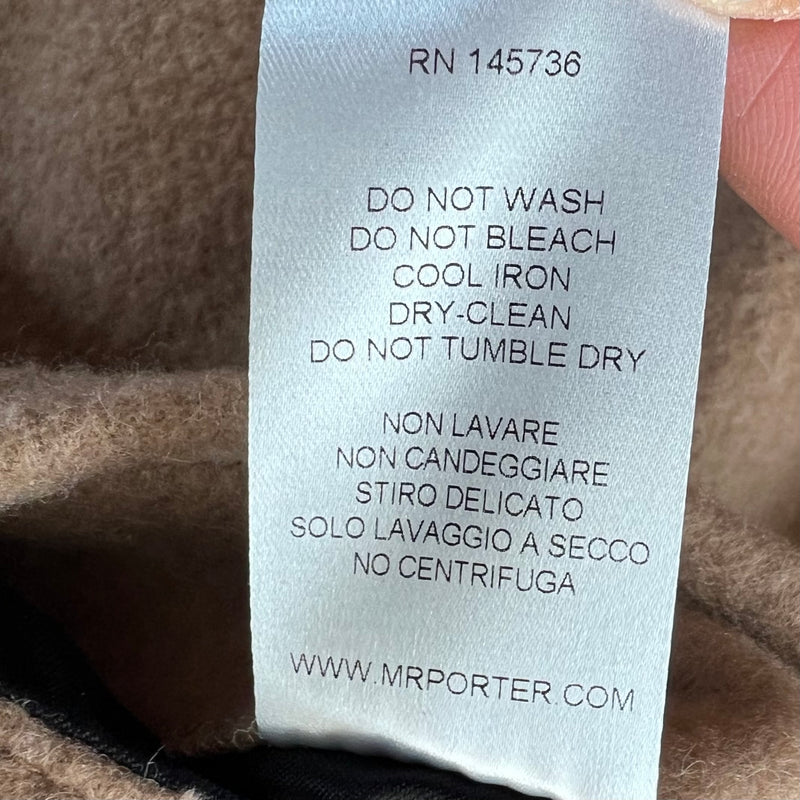 RN 145736
DO NOT WASH
DO NOT BLEACH
COOL IRON
DRY-CLEAN
DO NOT TUMBLE DRY
NON LAVARE
NON CANDEGGIARE
STIRO DELICATO
SOLO LAVAGGIO A SECCO
NO CENTRIFUGA
WWW.MRPORTER.COM